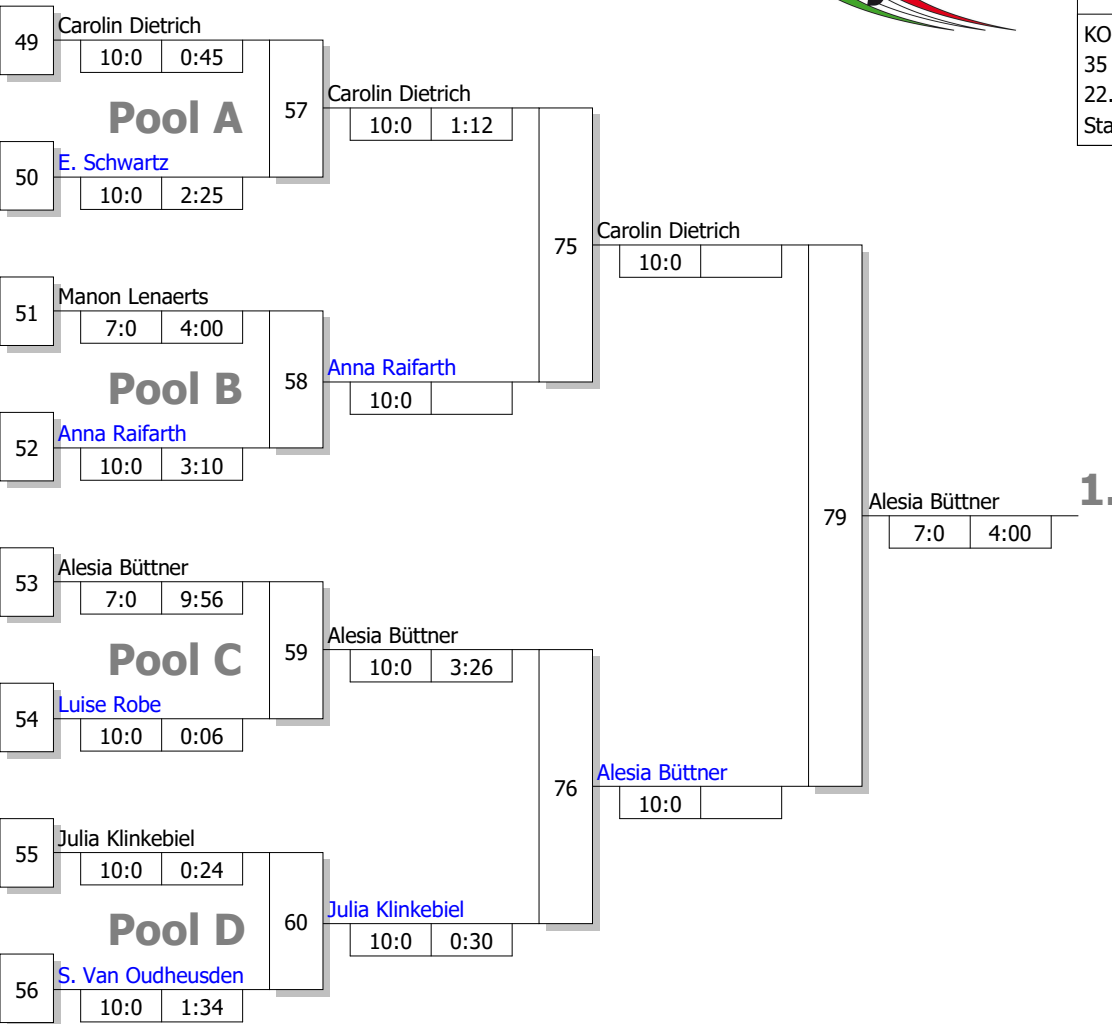 49
Carolin Dietrich
10:0 0:45
Pool A
50
E. Schwartz
10:0 2:25
57
Carolin Dietrich
10:0 1:12
51
Manon Lenaerts
7:0 4:00
Pool B
52
Anna Raifarth
10:0 3:10
58
Anna Raifarth
10:0
75
Carolin Dietrich
10:0
53
Alesia Büttner
7:0 9:56
Pool C
54
Luise Robe
10:0 0:06
59
Alesia Büttner
10:0 3:26
55
Julia Klinkebiel
10:0 0:24
Pool D
56
S. Van Oudheusden
10:0 1:34
60
Julia Klinkebiel
10:0 0:30
76
Alesia Büttner
10:0
79
Alesia Büttner
7:0 4:00
1.
KO
35
22.
Sta